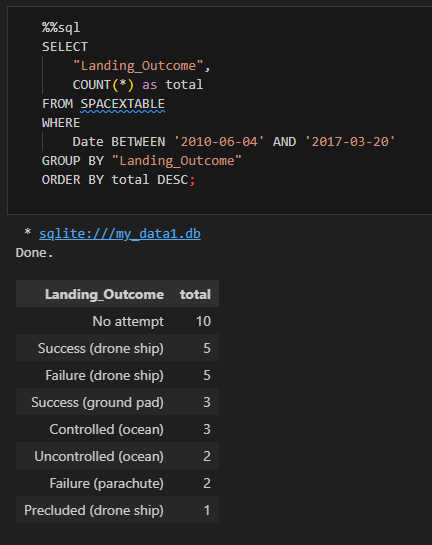 %%sql
SELECT
"Landing_Outcome",
COUNT(*) as total
FROM SPACEXTABLE
WHERE
Date BETWEEN '2010-06-04' AND '2017-03-20'
GROUP BY "Landing_Outcome"
ORDER BY total DESC;
* sqlite:///my_data1.db
Done.
Landing_Outcome total
No attempt 10
Success (drone ship) 5
Failure (drone ship) 5
Success (ground pad) 3
Controlled (ocean) 3
Uncontrolled (ocean) 2
Failure (parachute) 2
Precluded (drone ship) 1